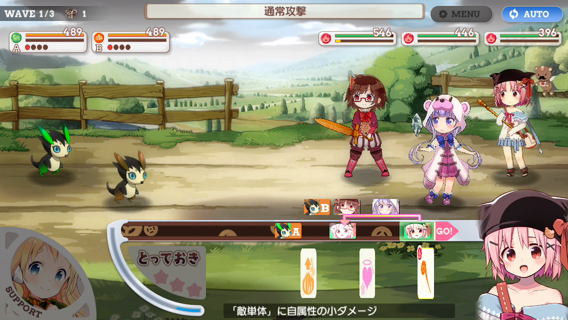 WAVE 1/3
1
通常攻撃
MENU
AUTO
489
A
489
B
546
446
396
B
A
GO!
とっておき
SUPPORT
「敵単体」に自属性の小ダメージ